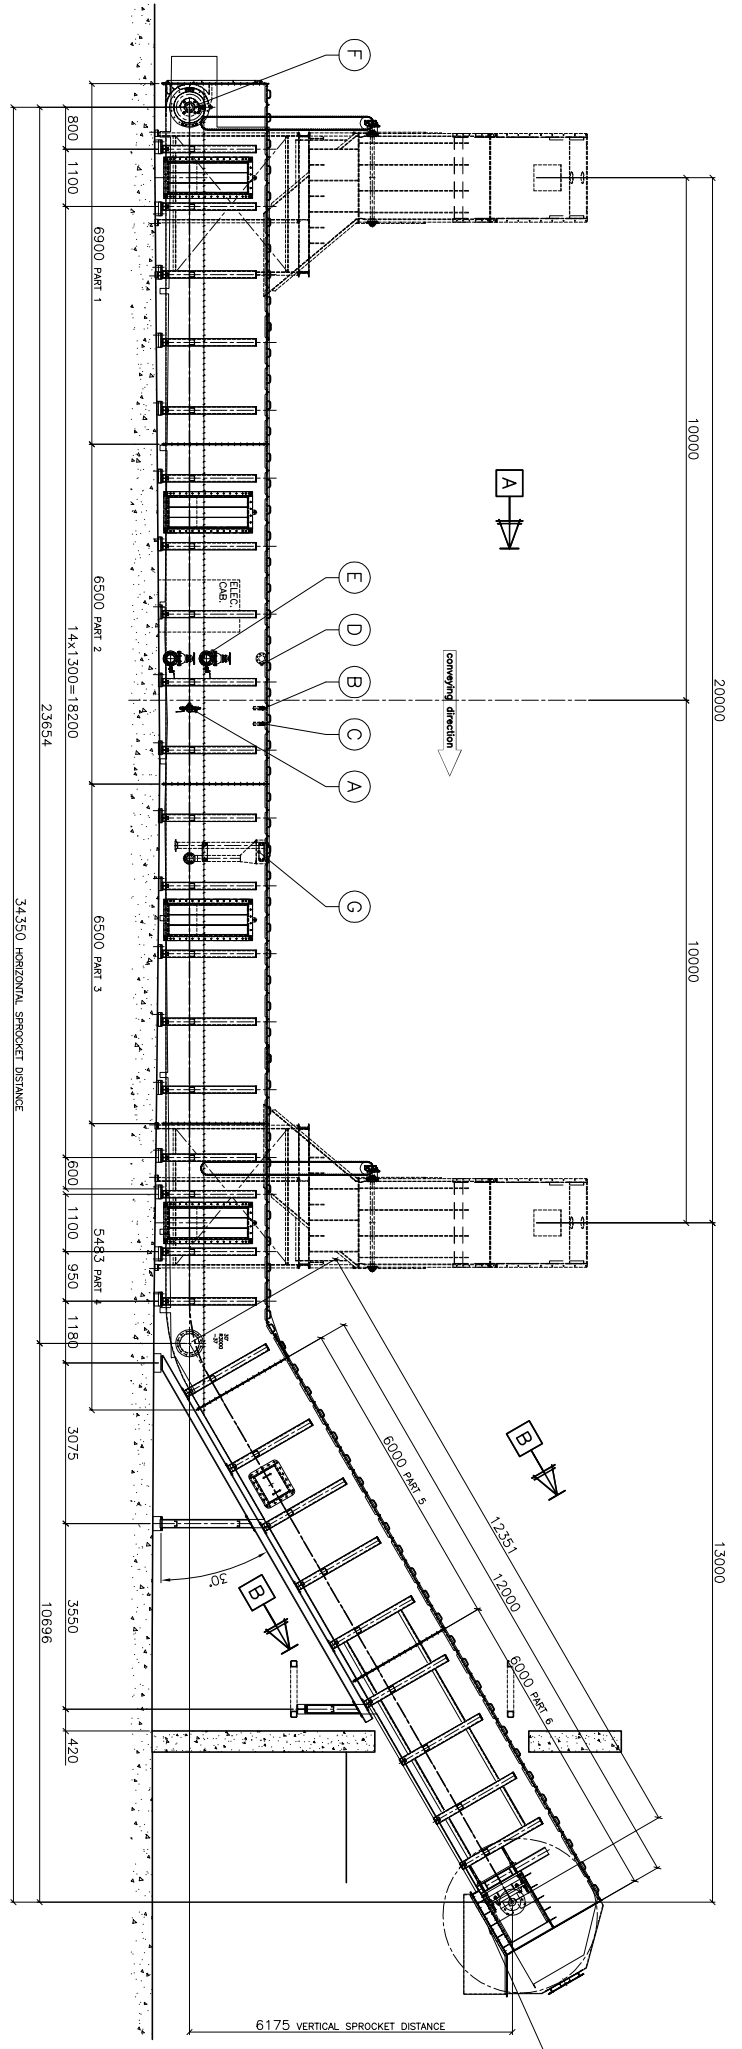 F
800
1100
6900 PART 1
10000
A
20000
6500 PART 2
ELEC.
CAB.
E
D
B
C
A
G
conveying direction
14x1300=18200
23654
34350 HORIZONTAL SPROCKET DISTANCE
6500 PART 3
10000
600
1100
950
1180
5483 PART 4
30°
3075
3550
10696
420
30°
B
B
6000 PART 5
6000 PART 6
12351
12000
13000
6175 VERTICAL SPROCKET DISTANCE